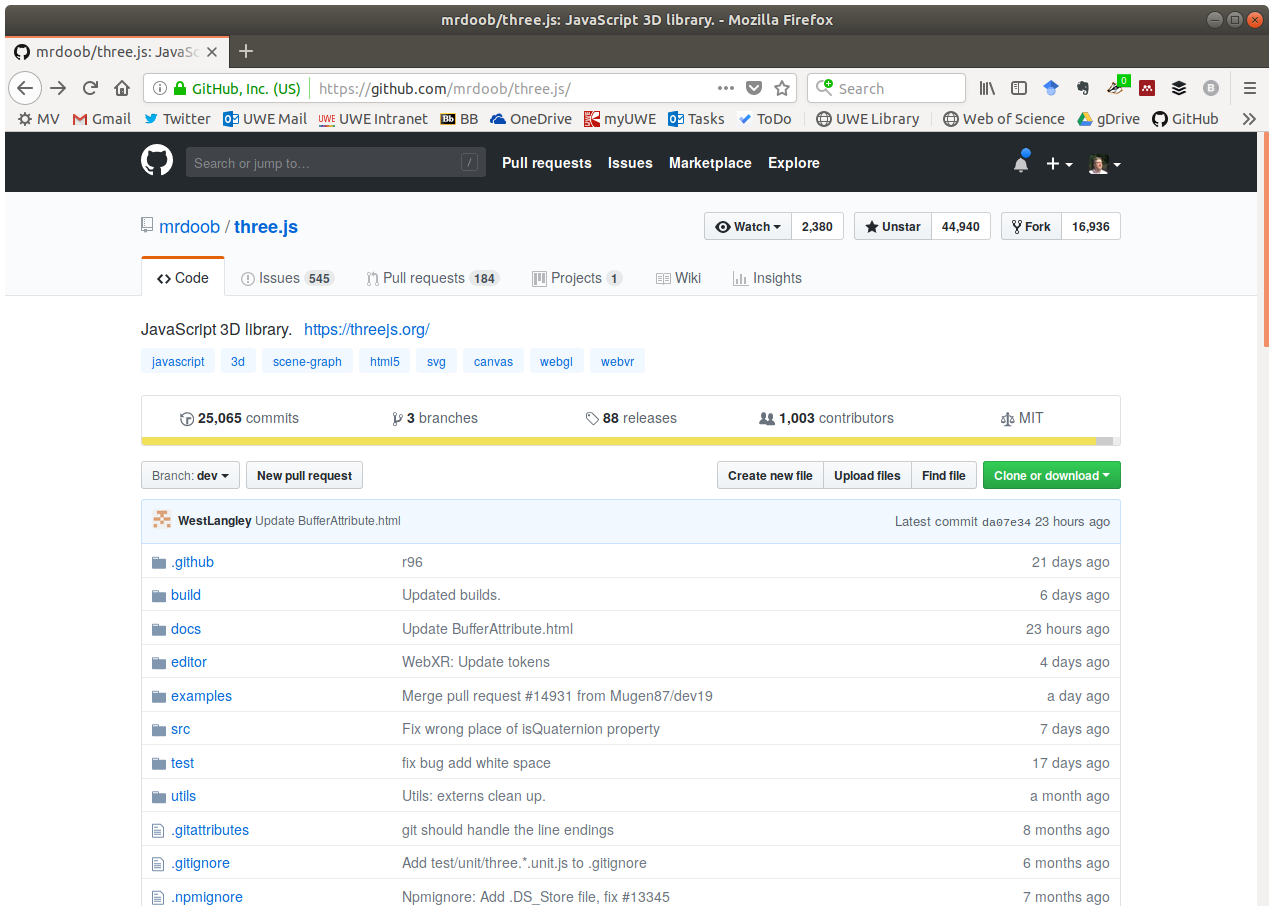 mrdoob/three.js: JavaScript 3D library. - Mozilla Firefox
mrdoob/three.js: JavaSc
GitHub, Inc. (US) https://github.com/mrdoob/three.js/ Search 0 B
MV Gmail Twitter UWE Mail UWE UWE Intranet Bb BB OneDrive myUWE Tasks ToDo UWE Library Web of Science gDrive GitHub
Search or jump to… / Pull requests Issues Marketplace Explore
mrdoob / three.js Watch 2,380 Unstar 44,940 Fork 16,936
Code Issues 545 Pull requests 184 Projects 1 Wiki Insights
JavaScript 3D library. https://threejs.org/
javascript 3d scene-graph html5 svg canvas webgl webvr
25,065 commits 3 branches 88 releases 1,003 contributors MIT
Branch: dev New pull request Create new file Upload files Find file Clone or download
WestLangley Update BufferAttribute.html Latest commit da07e34 23 hours ago
.github r96 21 days ago
build Updated builds. 6 days ago
docs Update BufferAttribute.html 23 hours ago
editor WebXR: Update tokens 4 days ago
examples Merge pull request #14931 from Mugen87/dev19 a day ago
src Fix wrong place of isQuaternion property 7 days ago
test fix bug add white space 17 days ago
utils Utils: externs clean up. a month ago
.gitattributes git should handle the line endings 8 months ago
.gitignore Add test/unit/three.*.unit.js to .gitignore 6 months ago
.npmignore Npmignore: Add .DS_Store file, fix #13345 7 months ago